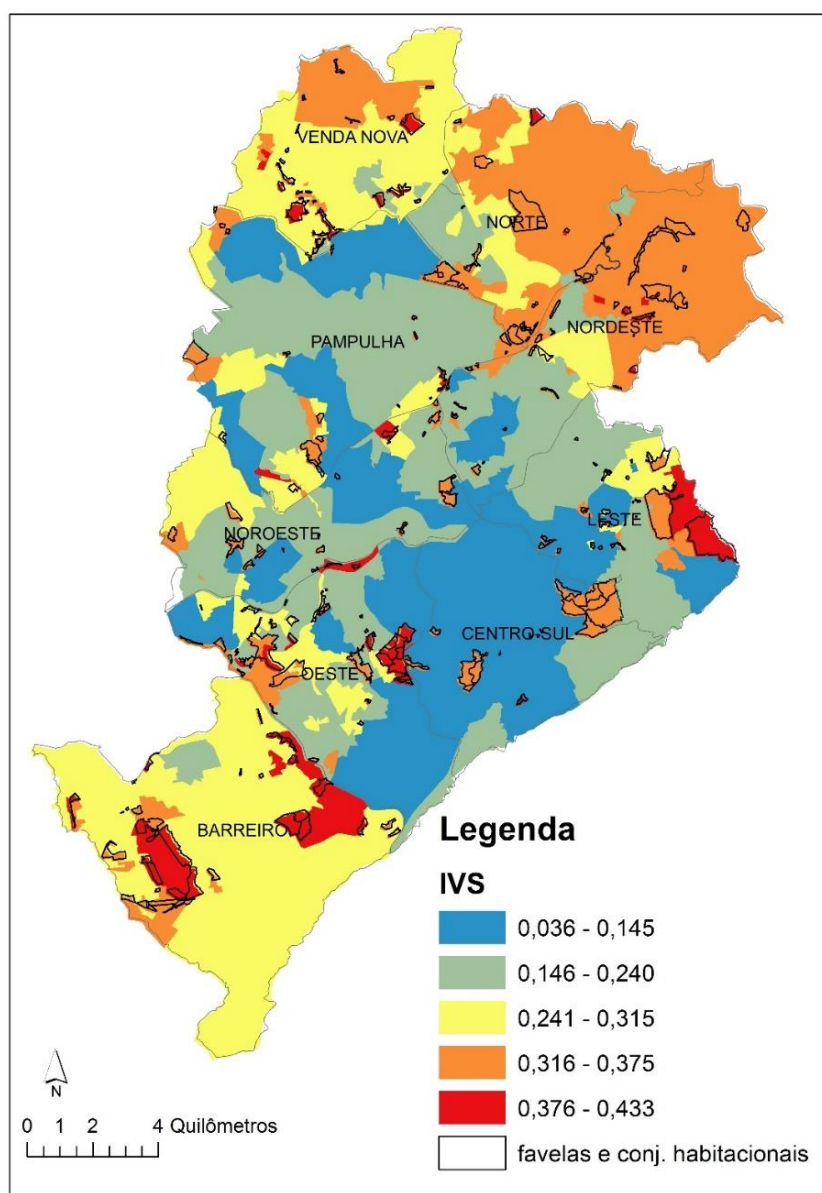 VENDA NOVA
NORTE
NORDESTE
PAMPULHA
LESTE
NOROESTE
CENTRO SUL
OESTE
BARREIRO
Legenda
IVS
0,036 - 0,145
0,146 - 0,240
0,241 - 0,315
0,316 - 0,375
0,376 - 0,433
favelas e conj. habitacionais
N
0 1 2 4 Quilômetros